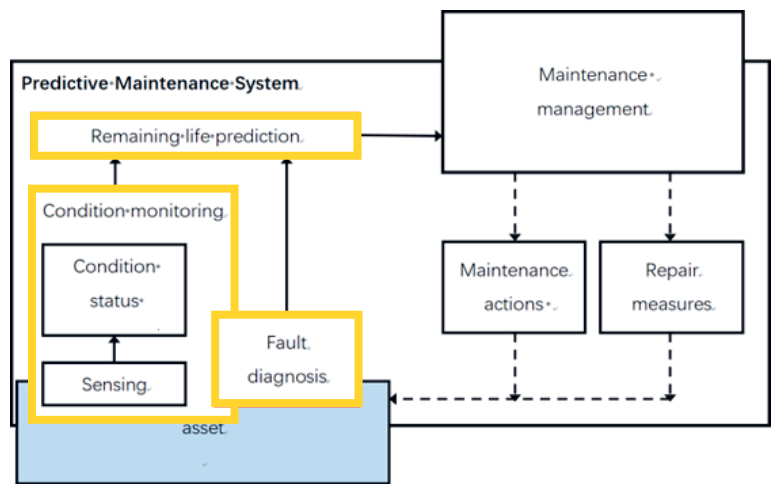 Maintenance
management
Predictive Maintenance System
Remaining life prediction
Condition monitoring
Condition
status
Sensing
Fault
diagnosis
Maintenance
actions
Repair
measures
asset